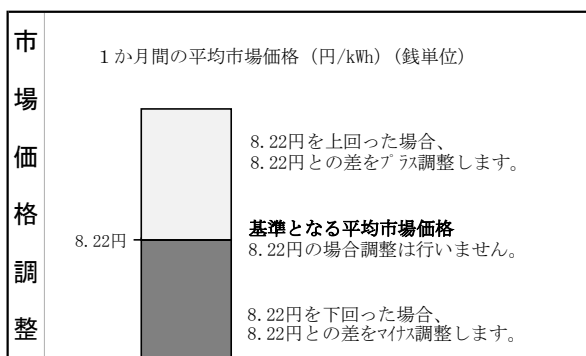 市場価格調整
1か月間の平均市場価格（円/kWh）（銭単位）
8.22円を上回った場合、
8.22円との差をプラス調整します。
8.22円
基準となる平均市場価格
8.22円の場合調整は行いません。
8.22円を下回った場合、
8.22円との差をマイナス調整します。